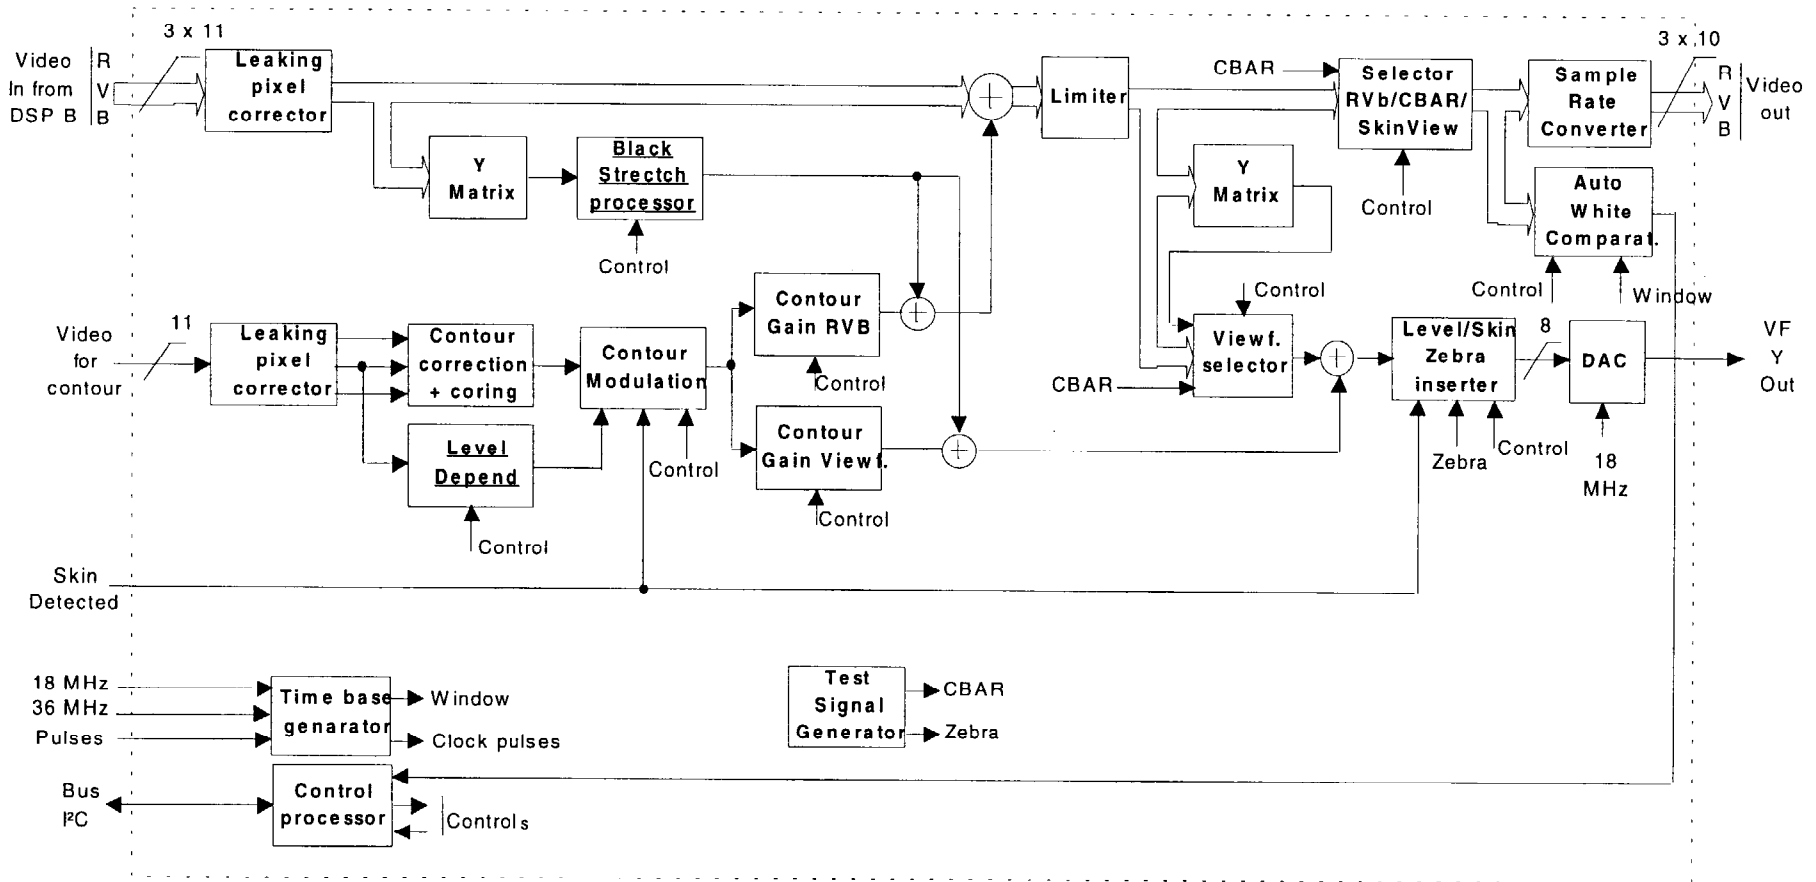 3 x 11
Video
In from
DSP B
R
V
B
Leaking
pixel
corrector
Y
Matrix
Black
Strectch
processor
Control
Limiter
CBAR
Selector
RVb/CBAR/
SkinView
Control
Y
Matrix
Sample
Rate
Converter
3 x 10
R
V
B
Video
out
Auto
White
Comparat.
Control
Window
Video
for
contour
11
Leaking
pixel
corrector
Contour
correction
+ coring
Level
Depend
Control
Contour
Modulation
Control
Contour
Gain RVB
Control
Contour
Gain Viewf.
Control
Control
Viewf.
selector
CBAR
Level/Skin
Zebra
inserter
Zebra
Control
8
DAC
18
MHz
VF
Y
Out
Skin
Detected
18 MHz
36 MHz
Pulses
Time base
genarator
Window
Clock pulses
Test
Signal
Generator
CBAR
Zebra
Bus
I²C
Control
processor
Controls